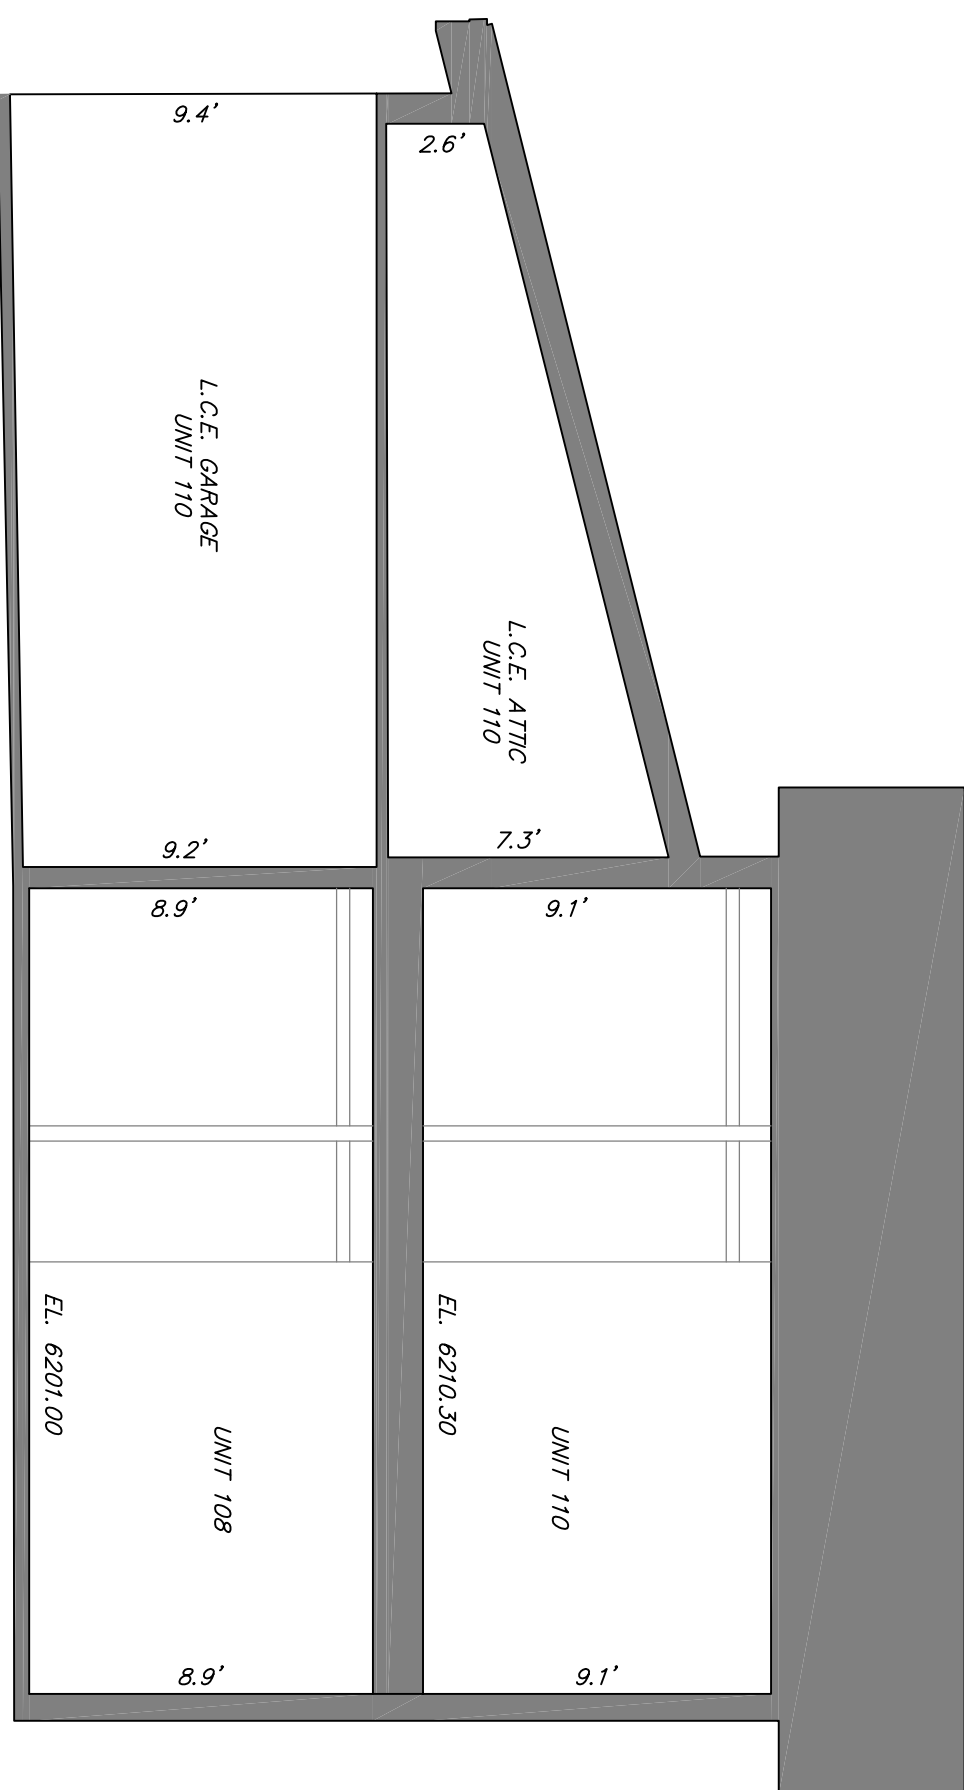 9.4'
2.6'
L.C.E. GARAGE
UNIT 110
L.C.E. ATTIC
UNIT 110
9.2'
7.3'
8.9'
9.1'
EL. 6201.00
EL. 6210.30
UNIT 108
UNIT 110
8.9'
9.1'